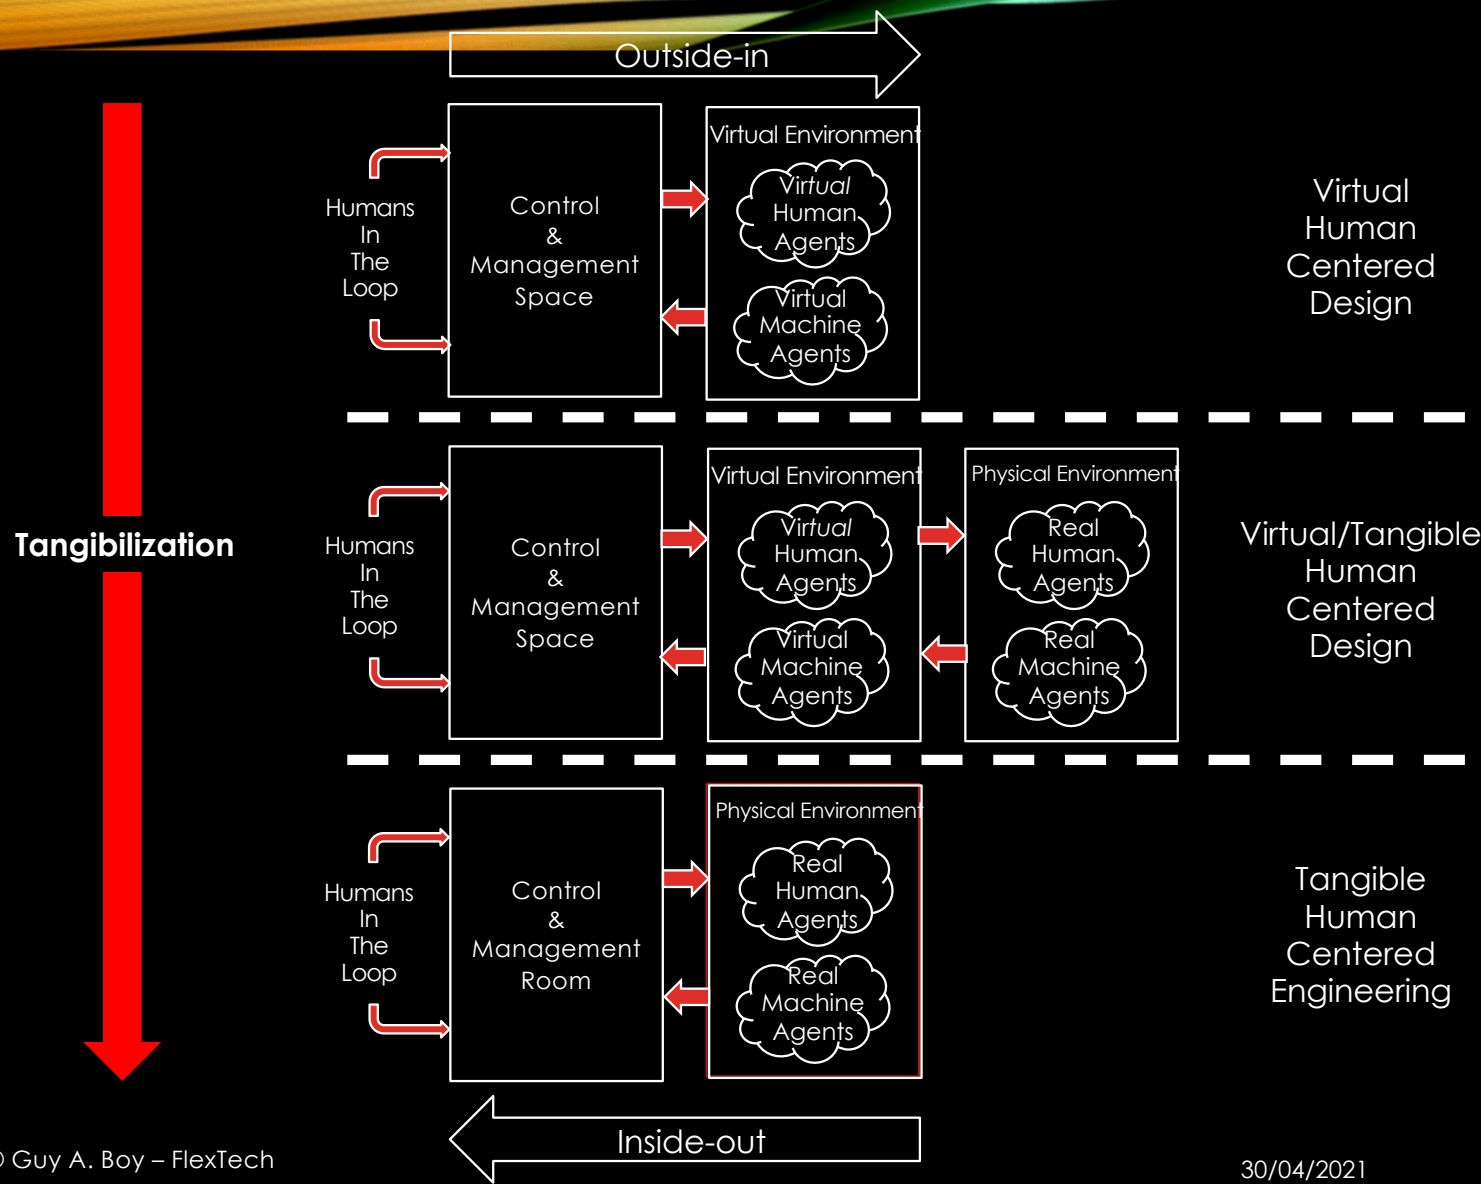 Outside-in
Humans
In
The
Loop
Control
&
Management
Space
Virtual Environment
Virtual
Human
Agents
Virtual
Machine
Agents
Virtual
Human
Centered
Design
Tangibilization
Humans
In
The
Loop
Control
&
Management
Space
Virtual Environment
Virtual
Human
Agents
Virtual
Machine
Agents
Physical Environment
Real
Human
Agents
Real
Machine
Agents
Virtual/Tangible
Human
Centered
Design
Humans
In
The
Loop
Control
&
Management
Room
Physical Environment
Real
Human
Agents
Real
Machine
Agents
Tangible
Human
Centered
Engineering
Inside-out
© Guy A. Boy – FlexTech
30/04/2021